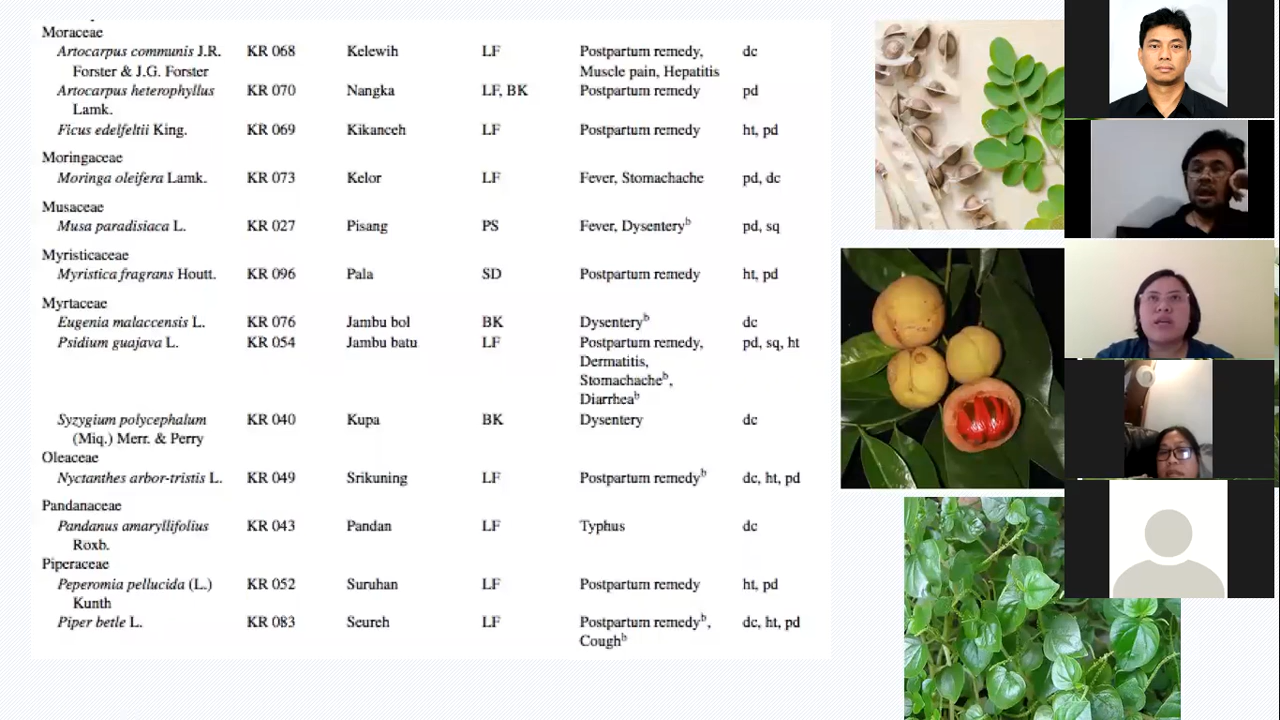 Moraceae
Artocarpus communis J.R. KR 068 Kelewih LF Postpartum remedy, dc
Forster & J.G. Forster Muscle pain, Hepatitis
Artocarpus heterophyllus KR 070 Nangka LF, BK Postpartum remedy pd
Lamk.
Ficus edelfeltii King. KR 069 Kikanceh LF Postpartum remedy ht, pd
Moringaceae
Moringa oleifera Lamk. KR 073 Kelor LF Fever, Stomachache pd, dc
Musaceae
Musa paradisiaca L. KR 027 Pisang PS Fever, Dysenteryᵇ pd, sq
Myristicaceae
Myristica fragrans Houtt. KR 096 Pala SD Postpartum remedy ht, pd
Myrtaceae
Eugenia malaccensis L. KR 076 Jambu bol BK Dysenteryᵇ dc
Psidium guajava L. KR 054 Jambu batu LF Postpartum remedy, pd, sq, ht
Dermatitis,
Stomachacheᵇ,
Diarrheaᵇ
Syzygium polycephalum KR 040 Kupa BK Dysentery dc
(Miq.) Merr. & Perry
Oleaceae
Nyctanthes arbor-tristis L. KR 049 Srikuning LF Postpartum remedyᵇ dc, ht, pd
Pandanaceae
Pandanus amaryllifolius KR 043 Pandan LF Typhus dc
Roxb.
Piperaceae
Peperomia pellucida (L.) KR 052 Suruhan LF Postpartum remedy ht, pd
Kunth
Piper betle L. KR 083 Seureh LF Postpartum remedyᵇ, dc, ht, pd
Coughᵇ